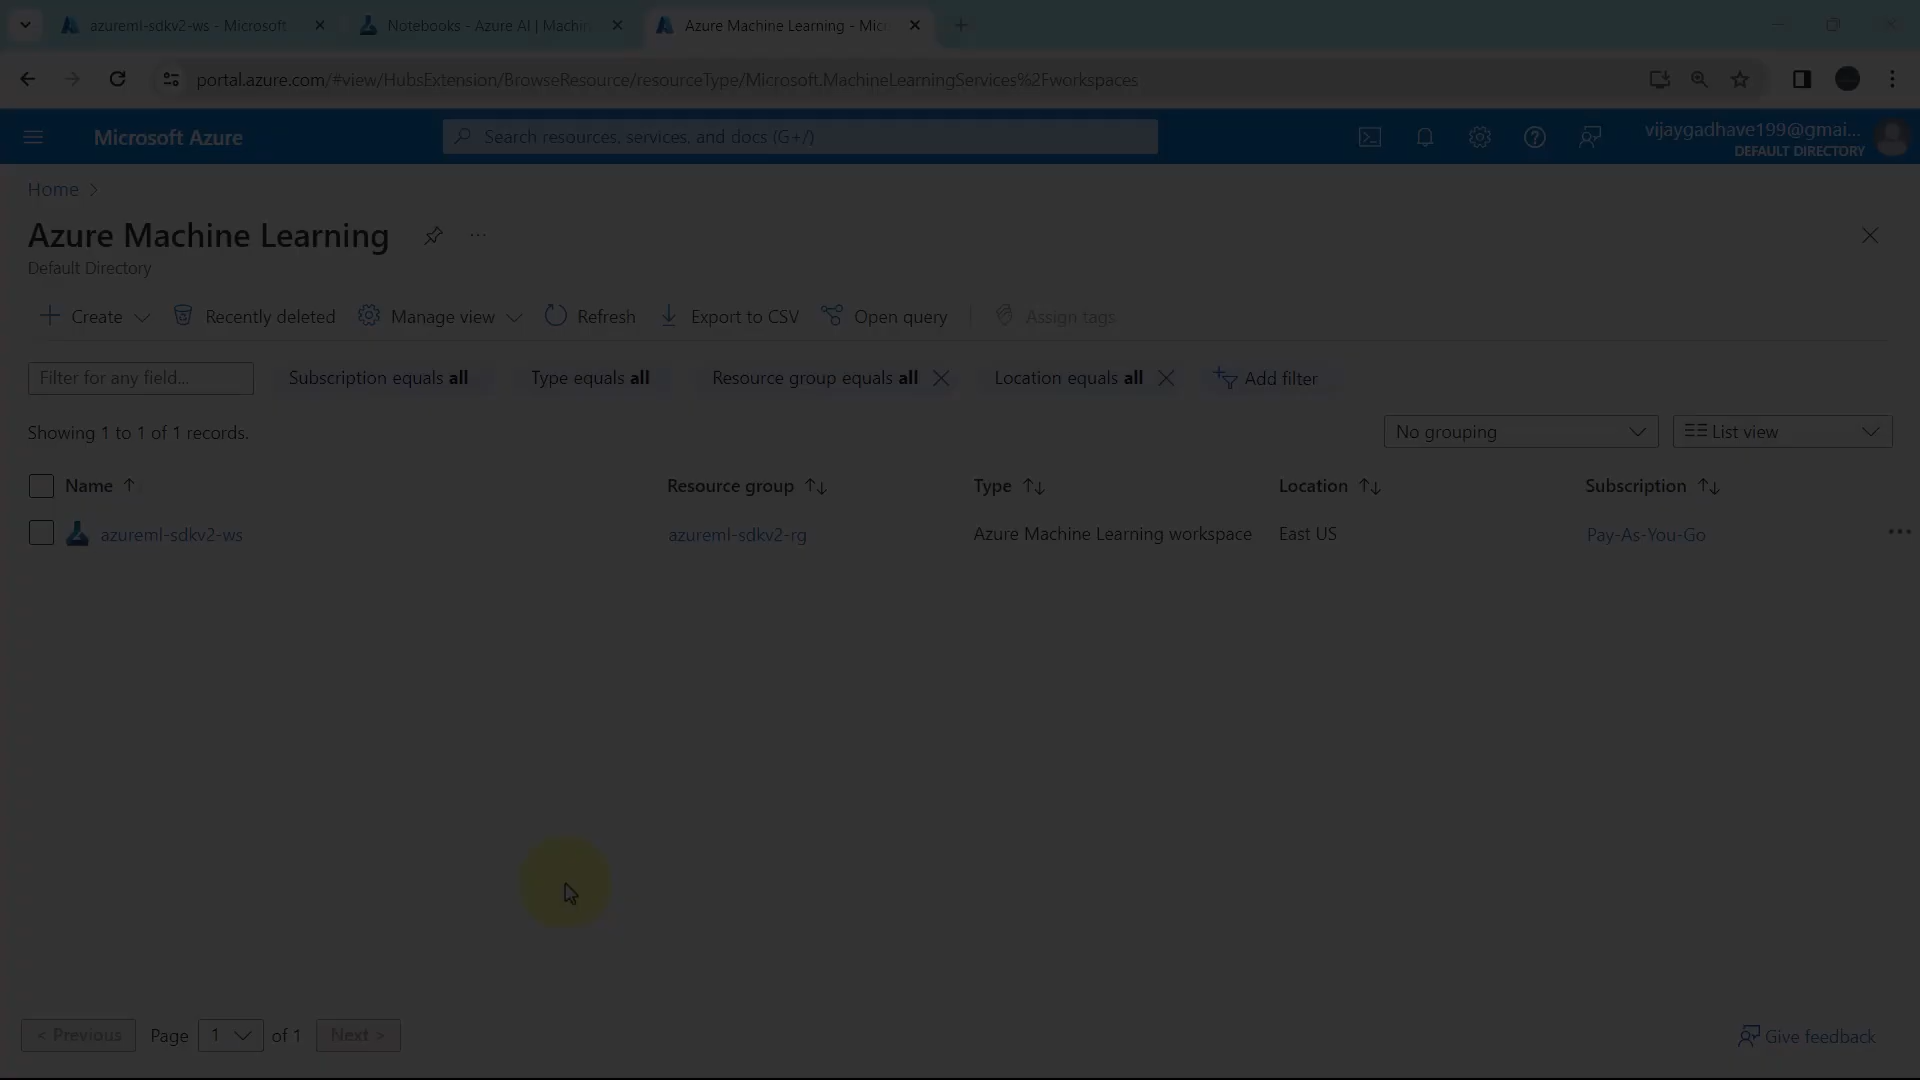 azureml-sdkv2-ws - Microsoft
Notebooks - Azure AI | Machin
Azure Machine Learning - Micr
portal.azure.com/#view/HubsExtension/BrowseResource/resourceType/Microsoft.MachineLearningServices%2Fworkspaces
Microsoft Azure
Search resources, services, and docs (G+/)
vijaygadhave199@gmai...
DEFAULT DIRECTORY
Home >
Azure Machine Learning
...
Default Directory
Create
Recently deleted
Manage view
Refresh
Export to CSV
Open query
Assign tags
Filter for any field...
Subscription equals all
Type equals all
Resource group equals all
Location equals all
Add filter
Showing 1 to 1 of 1 records.
No grouping
List view
Name
Resource group
Type
Location
Subscription
azureml-sdkv2-ws
azureml-sdkv2-rg
Azure Machine Learning workspace
East US
Pay-As-You-Go
< Previous
Page
1
of 1
Next >
Give feedback